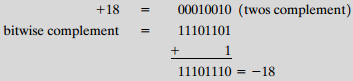 +18 = 00010010 (twos complement)
bitwise complement = 11101101
+ 1
11101110 = −18